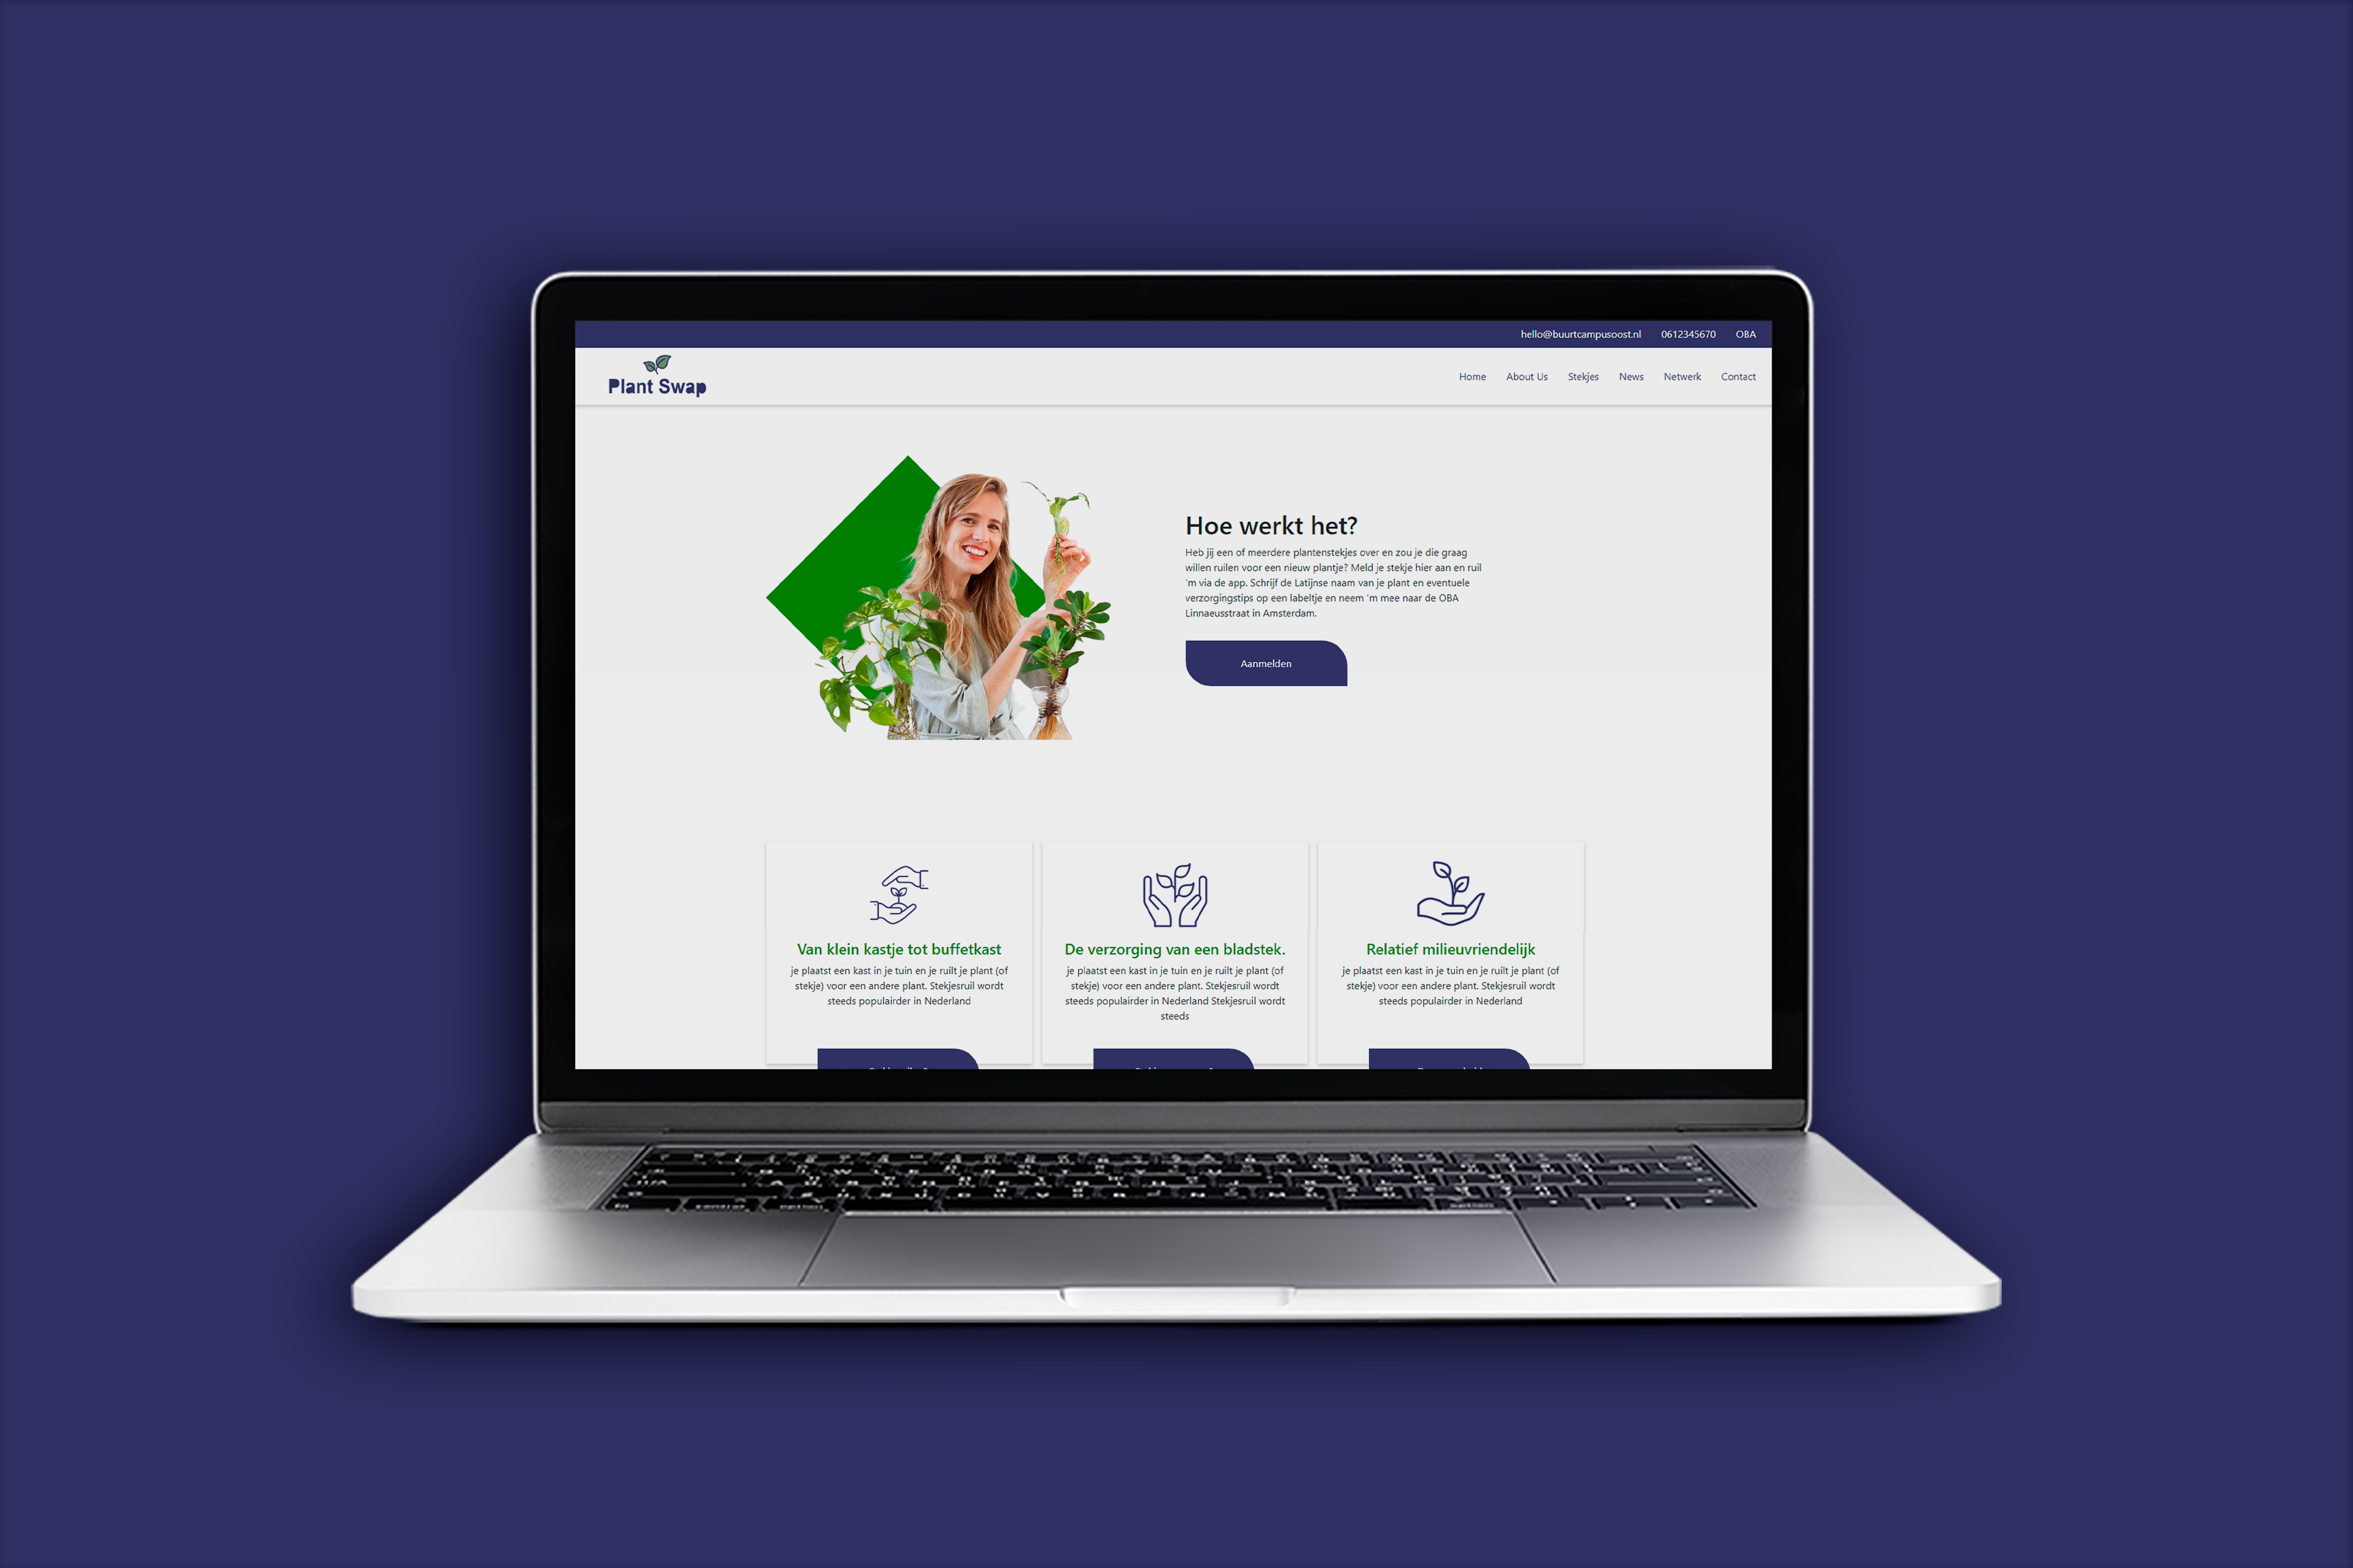 hello@buurtcampusoost.nl 0612345670 OBA
Plant Swap
Home About Us Stekjes News Netwerk Contact
Hoe werkt het?
Heb jij een of meerdere plantenstekjes over en zou je die graag
willen ruilen voor een nieuw plantje? Meld je stekje hier aan en ruil
'm via de app. Schrijf de Latijnse naam van je plant en eventuele
verzorgingstips op een labeltje en neem 'm mee naar de OBA
Linnaeusstraat in Amsterdam.
Aanmelden
Van klein kastje tot buffetkast
je plaatst een kast in je tuin en je ruilt je plant (of
stekje) voor een andere plant. Stekjesruil wordt
steeds populairder in Nederland
De verzorging van een bladstek.
je plaatst een kast in je tuin en je ruilt je plant (of
stekje) voor een andere plant. Stekjesruil wordt
steeds populairder in Nederland Stekjesruil wordt
steeds
Relatief milieuvriendelijk
je plaatst een kast in je tuin en je ruilt je plant (of
stekje) voor een andere plant. Stekjesruil wordt
steeds populairder in Nederland